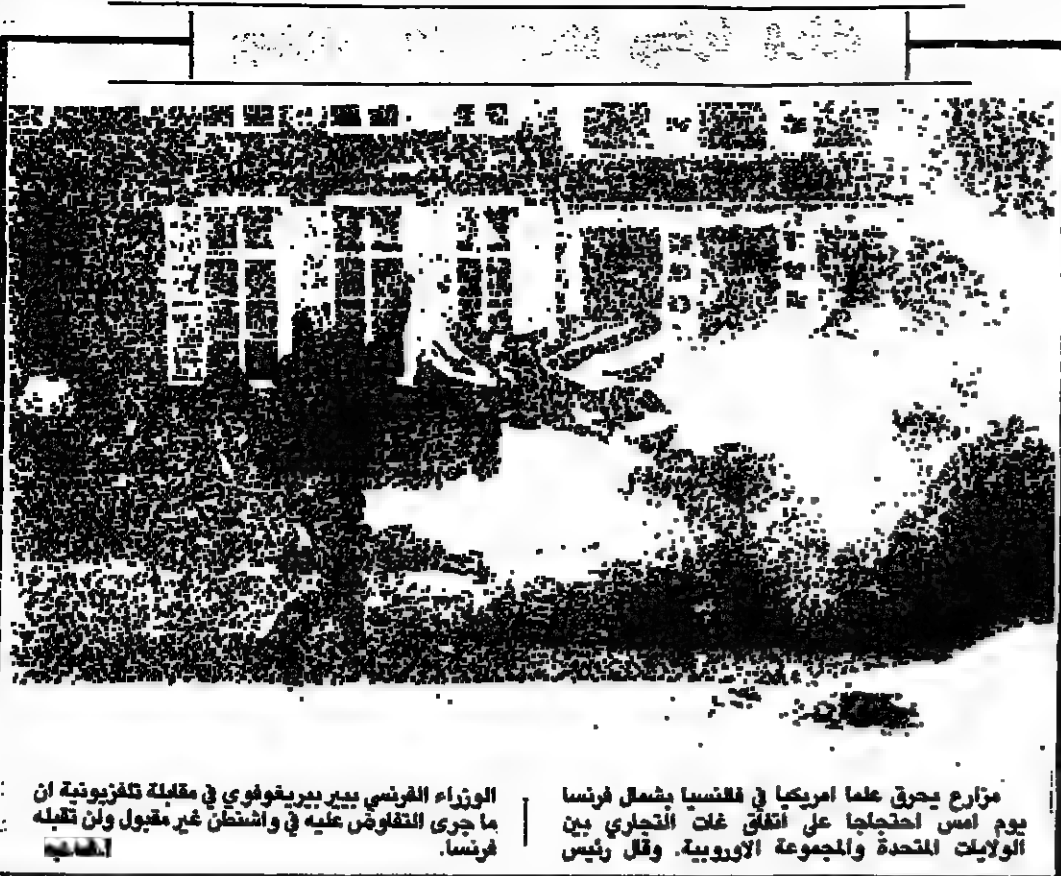 مزارع يحرق علما امريكيا في فالنسيا بشمال فرنسا
يوم امس احتجاجا على اتفاق غات التجاري بين
الولايات المتحدة والمجموعة الاوروبية. وقال رئيس
الوزراء الفرنسي بيير بيريغوفوي في مقابلة تلفزيونية ان
ما جرى التفاوض عليه في واشنطن غير مقبول ولن تقبله
فرنسا.